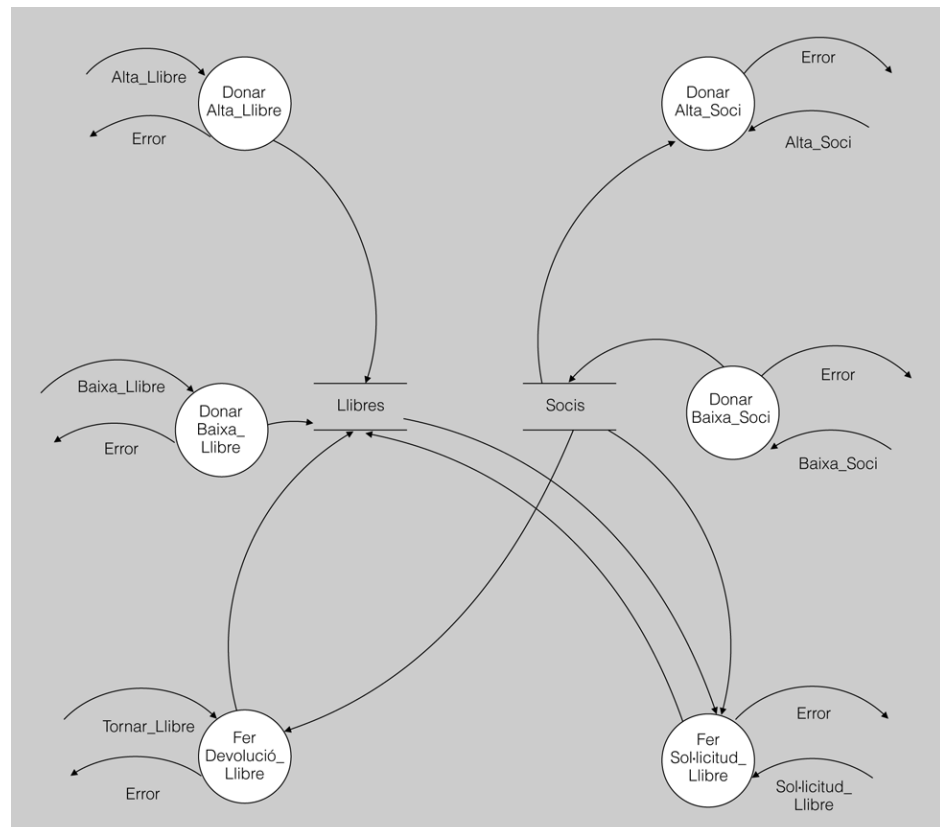 Alta_Llibre
Donar
Alta_Llibre
Error
Error
Donar
Alta_Soci
Alta_Soci
Baixa_Llibre
Donar
Baixa_
Llibre
Error
Llibres
Socis
Error
Donar
Baixa_Soci
Baixa_Soci
Tornar_Llibre
Fer
Devolució_
Llibre
Error
Error
Fer
Sol·licitud_
Llibre
Sol·licitud_
Llibre